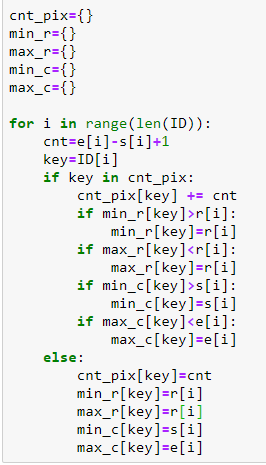 cnt_pix={}
min_r={}
max_r={}
min_c={}
max_c={}

for i in range(len(ID)):
    cnt=e[i]-s[i]+1
    key=ID[i]
    if key in cnt_pix:
        cnt_pix[key] += cnt
        if min_r[key]>r[i]:
            min_r[key]=r[i]
        if max_r[key]<r[i]:
            max_r[key]=r[i]
        if min_c[key]>s[i]:
            min_c[key]=s[i]
        if max_c[key]<e[i]:
            max_c[key]=e[i]
    else:
        cnt_pix[key]=cnt
        min_r[key]=r[i]
        max_r[key]=r[i]
        min_c[key]=s[i]
        max_c[key]=e[i]